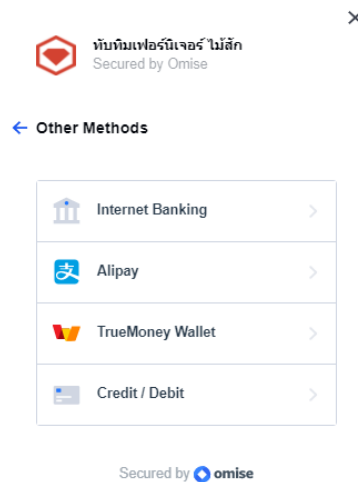 ทับทิมเฟอร์นิเจอร์ ไม้สัก
Secured by Omise
Other Methods
Internet Banking
支
Alipay
TrueMoney Wallet
Credit / Debit
Secured by omise